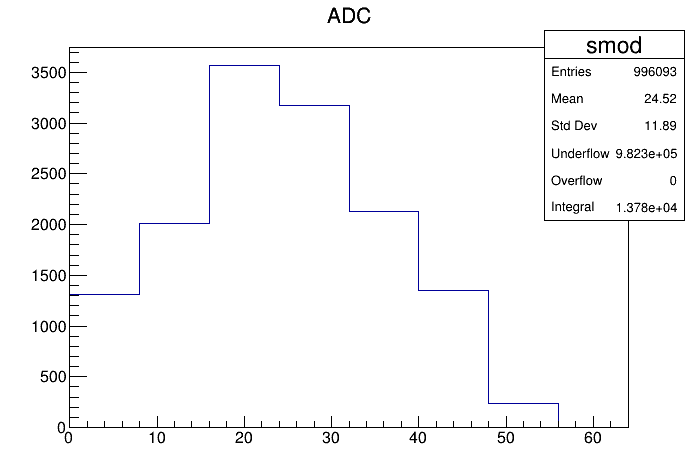 ADC
smod
Entries 996093
Mean 24.52
Std Dev 11.89
Underflow 9.823e+05
Overflow 0
Integral 1.378e+04
3500
3000
2500
2000
1500
1000
500
0
0 10 20 30 40 50 60